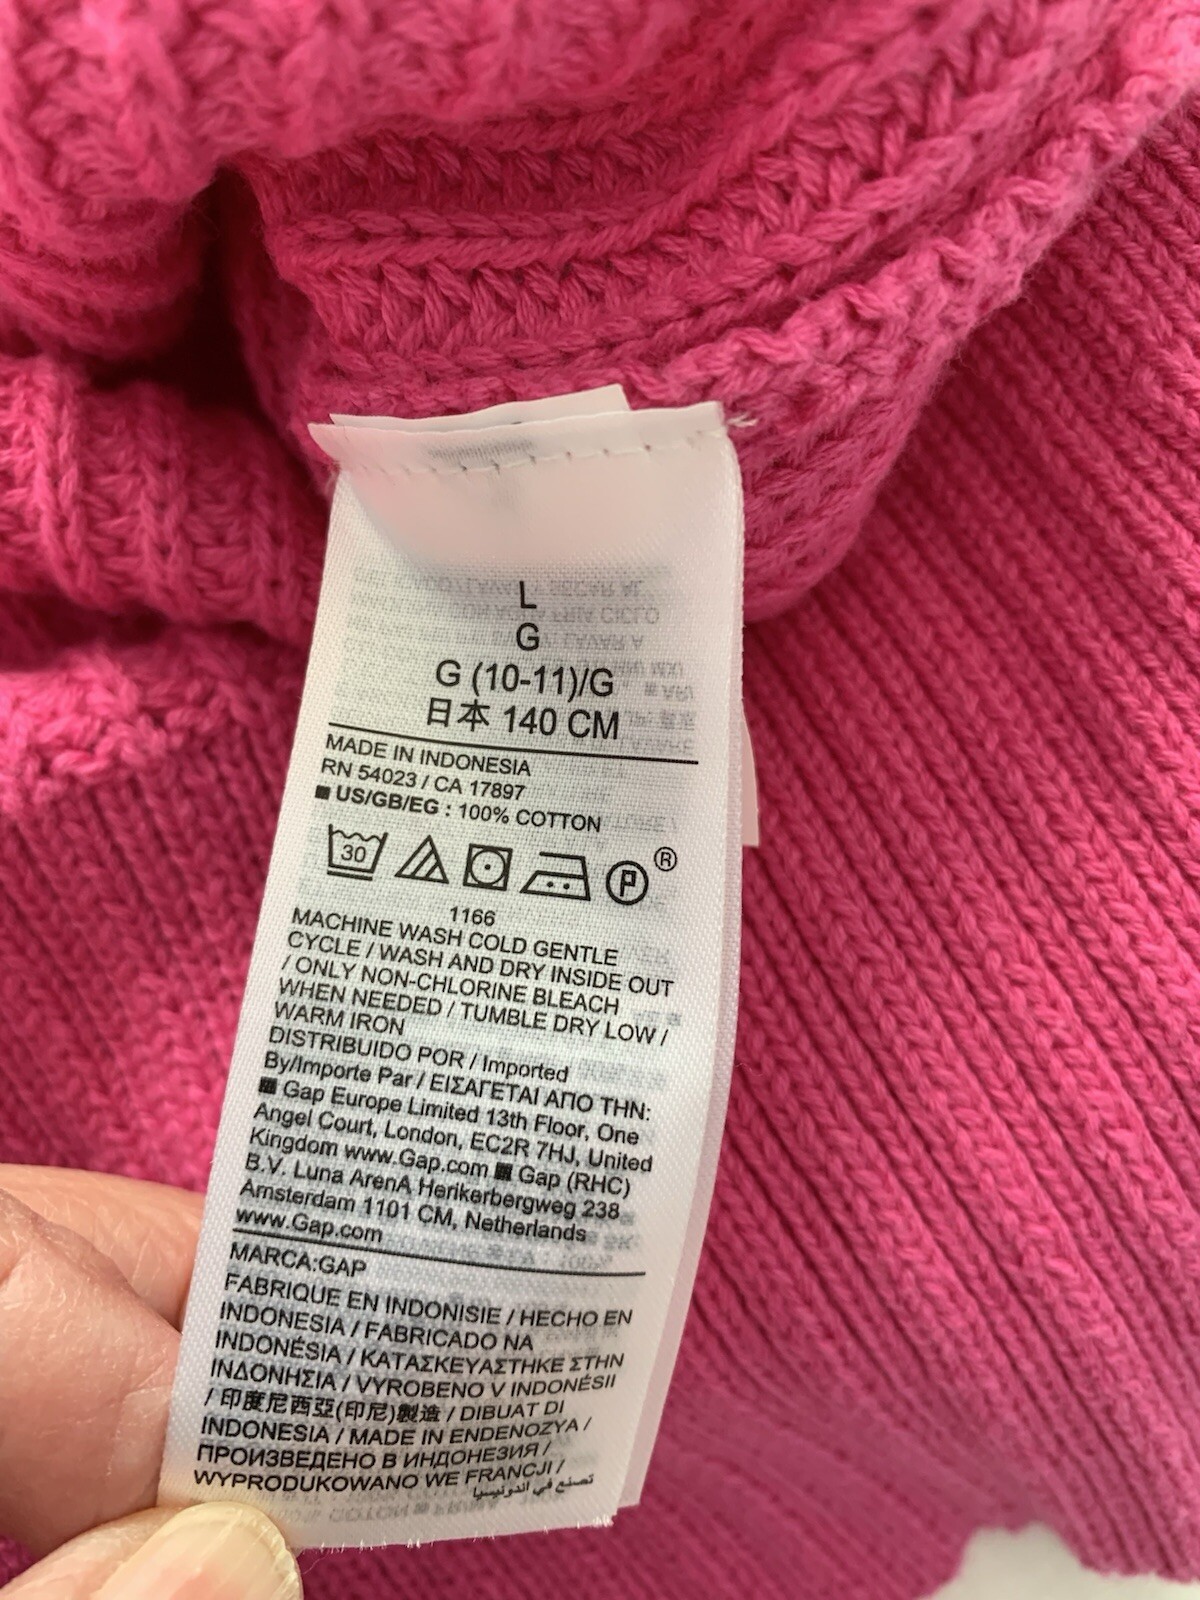 L
G
G (10-11)/G
日本 140 CM
MADE IN INDONESIA
RN 54023 / CA 17897
■ US/GB/EG : 100% COTTON
30
P
®
1166
MACHINE WASH COLD GENTLE
CYCLE / WASH AND DRY INSIDE OUT
/ ONLY NON-CHLORINE BLEACH
WHEN NEEDED / TUMBLE DRY LOW /
WARM IRON
DISTRIBUIDO POR / Imported
By/Importe Par / ΕΙΣΑΓΕΤΑΙ ΑΠΟ ΤΗΝ:
■ Gap Europe Limited 13th Floor, One
Angel Court, London, EC2R 7HJ, United
Kingdom www.Gap.com ■ Gap (RHC)
B.V. Luna ArenA Herikerbergweg 238
Amsterdam 1101 CM, Netherlands
www.Gap.com
MARCA:GAP
FABRIQUE EN INDONISIE / HECHO EN
INDONESIA / FABRICADO NA
INDONÉSIA / ΚΑΤΑΣΚΕΥΑΣΤΗΚΕ ΣΤΗΝ
ΙΝΔΟΝΗΣΙΑ / VYROBENO V INDONÉSII
/ 印度尼西亞(印尼)製造 / DIBUAT DI
INDONESIA / MADE IN ENDENOZYA /
ПРОИЗВЕДЕНО В ИНДОНЕЗИЯ /
WYPRODUKOWANO WE FRANCJI /
تصنع في اندونيسيا